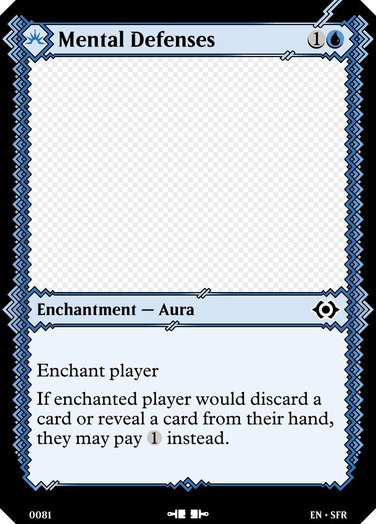 Mental Defenses 1
Enchantment — Aura
Enchant player
If enchanted player would discard a
card or reveal a card from their hand,
they may pay 1 instead.
0081 EN • SFR